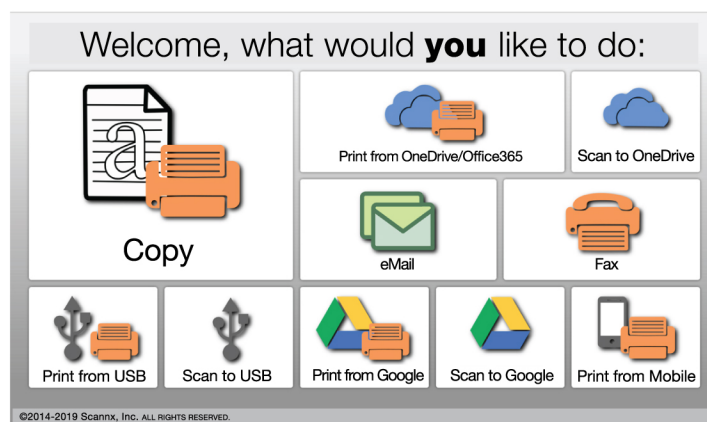 Welcome, what would you like to do:
a
Copy
Print from OneDrive/Office365
Scan to OneDrive
eMail
Fax
Print from USB
Scan to USB
Print from Google
Scan to Google
Print from Mobile
©2014-2019 Scannx, Inc. ALL RIGHTS RESERVED.